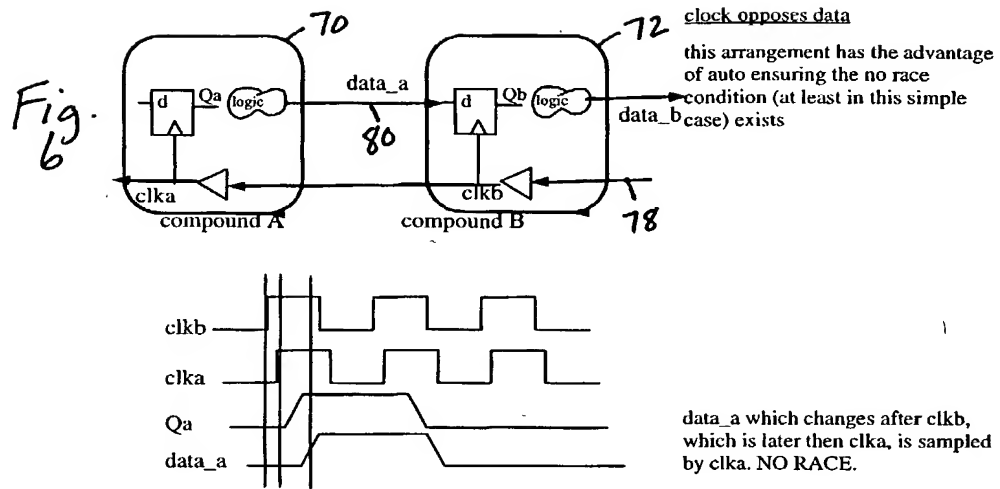 clock opposes data
this arrangement has the advantage
of auto ensuring the no race
condition (at least in this simple
case) exists
Fig. 6
70
72
d
Qa
logic
data_a
80
d
Qb
logic
data_b
clka
clkb
78
compound A
compound B
clkb
clka
Qa
data_a
data_a which changes after clkb,
which is later then clka, is sampled
by clka. NO RACE.